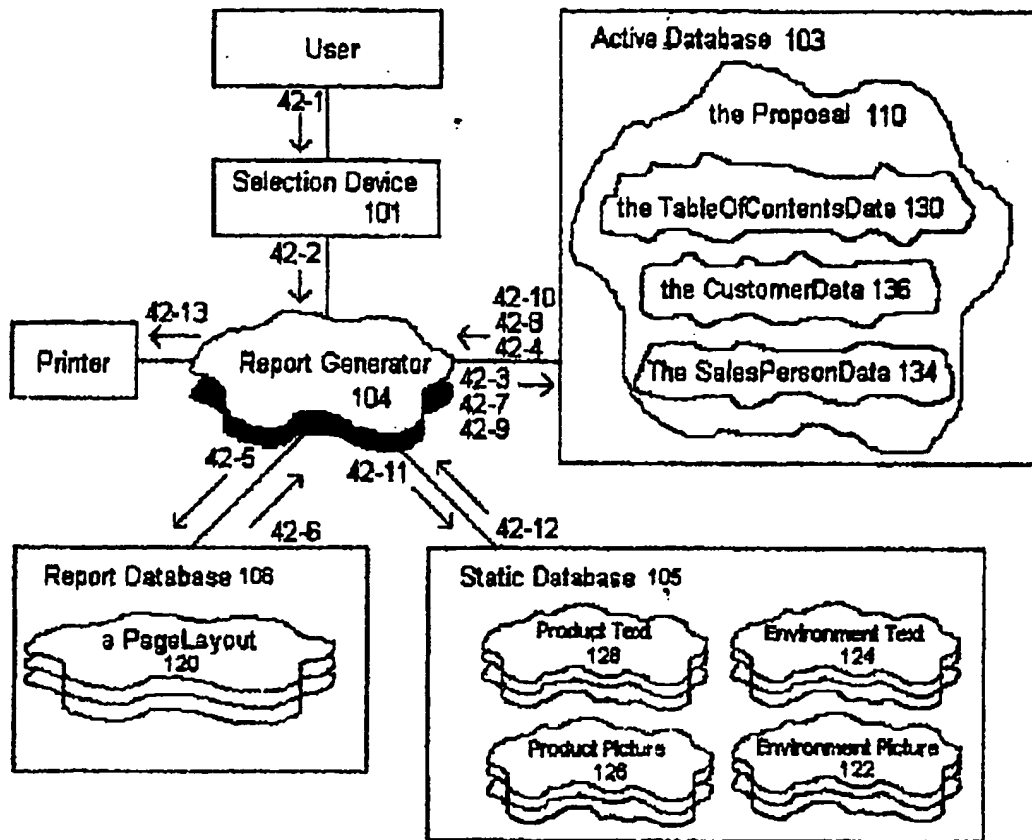 User
42-1
Selection Device
101
42-2
42-13
Printer
Report Generator
104
42-10
42-8
42-4
42-3
42-7
42-9
Active Database 103
the Proposal 110
the TableOfContentsData 130
the CustomerData 136
The SalesPersonData 134
42-5
42-6
42-11
42-12
Report Database 106
a PageLayout
120
Static Database 105
Product Text
128
Environment Text
124
Product Picture
126
Environment Picture
122